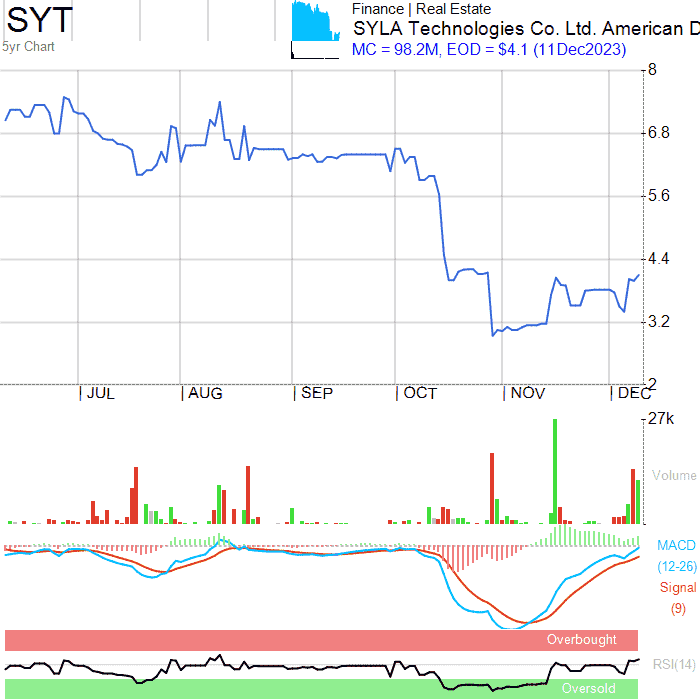 SYT
5yr Chart
Finance | Real Estate
SYLA Technologies Co. Ltd. American D
MC = 98.2M, EOD = $4.1 (11Dec2023)
8
6.8
5.6
4.4
3.2
2
| JUL | AUG | SEP | OCT | NOV | DEC
27k
Volume
MACD
(12-26)
Signal
(9)
Overbought
RSI(14)
Oversold